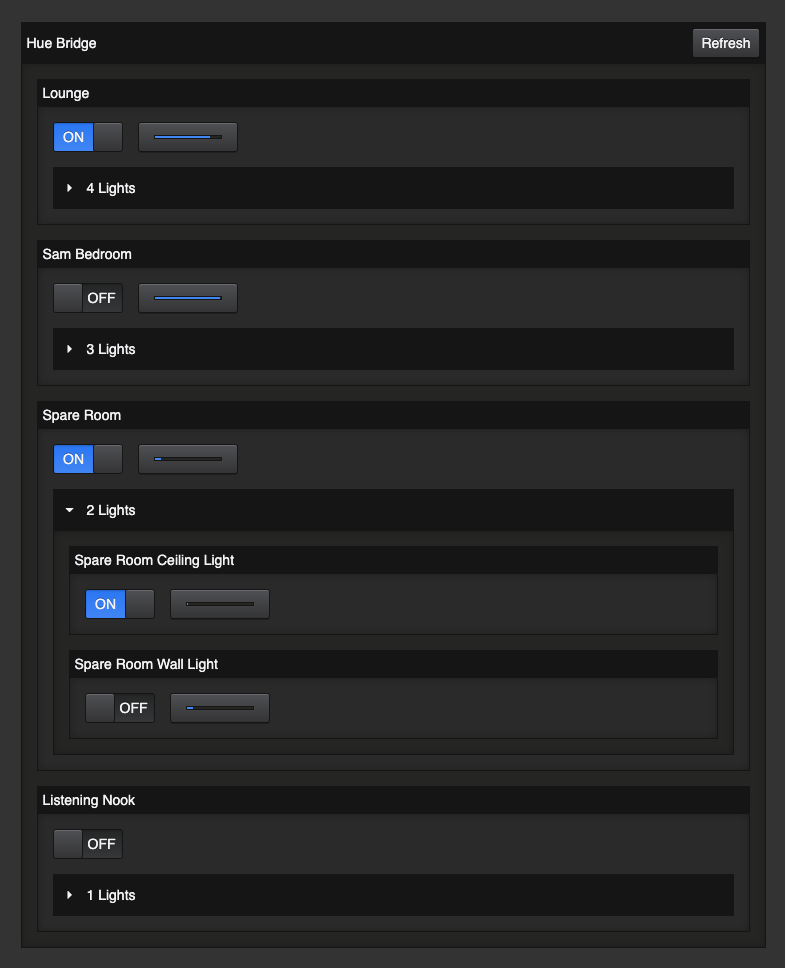 Hue Bridge Refresh
Lounge
ON
4 Lights
Sam Bedroom
OFF
3 Lights
Spare Room
ON
2 Lights
Spare Room Ceiling Light
ON
Spare Room Wall Light
OFF
Listening Nook
OFF
1 Lights